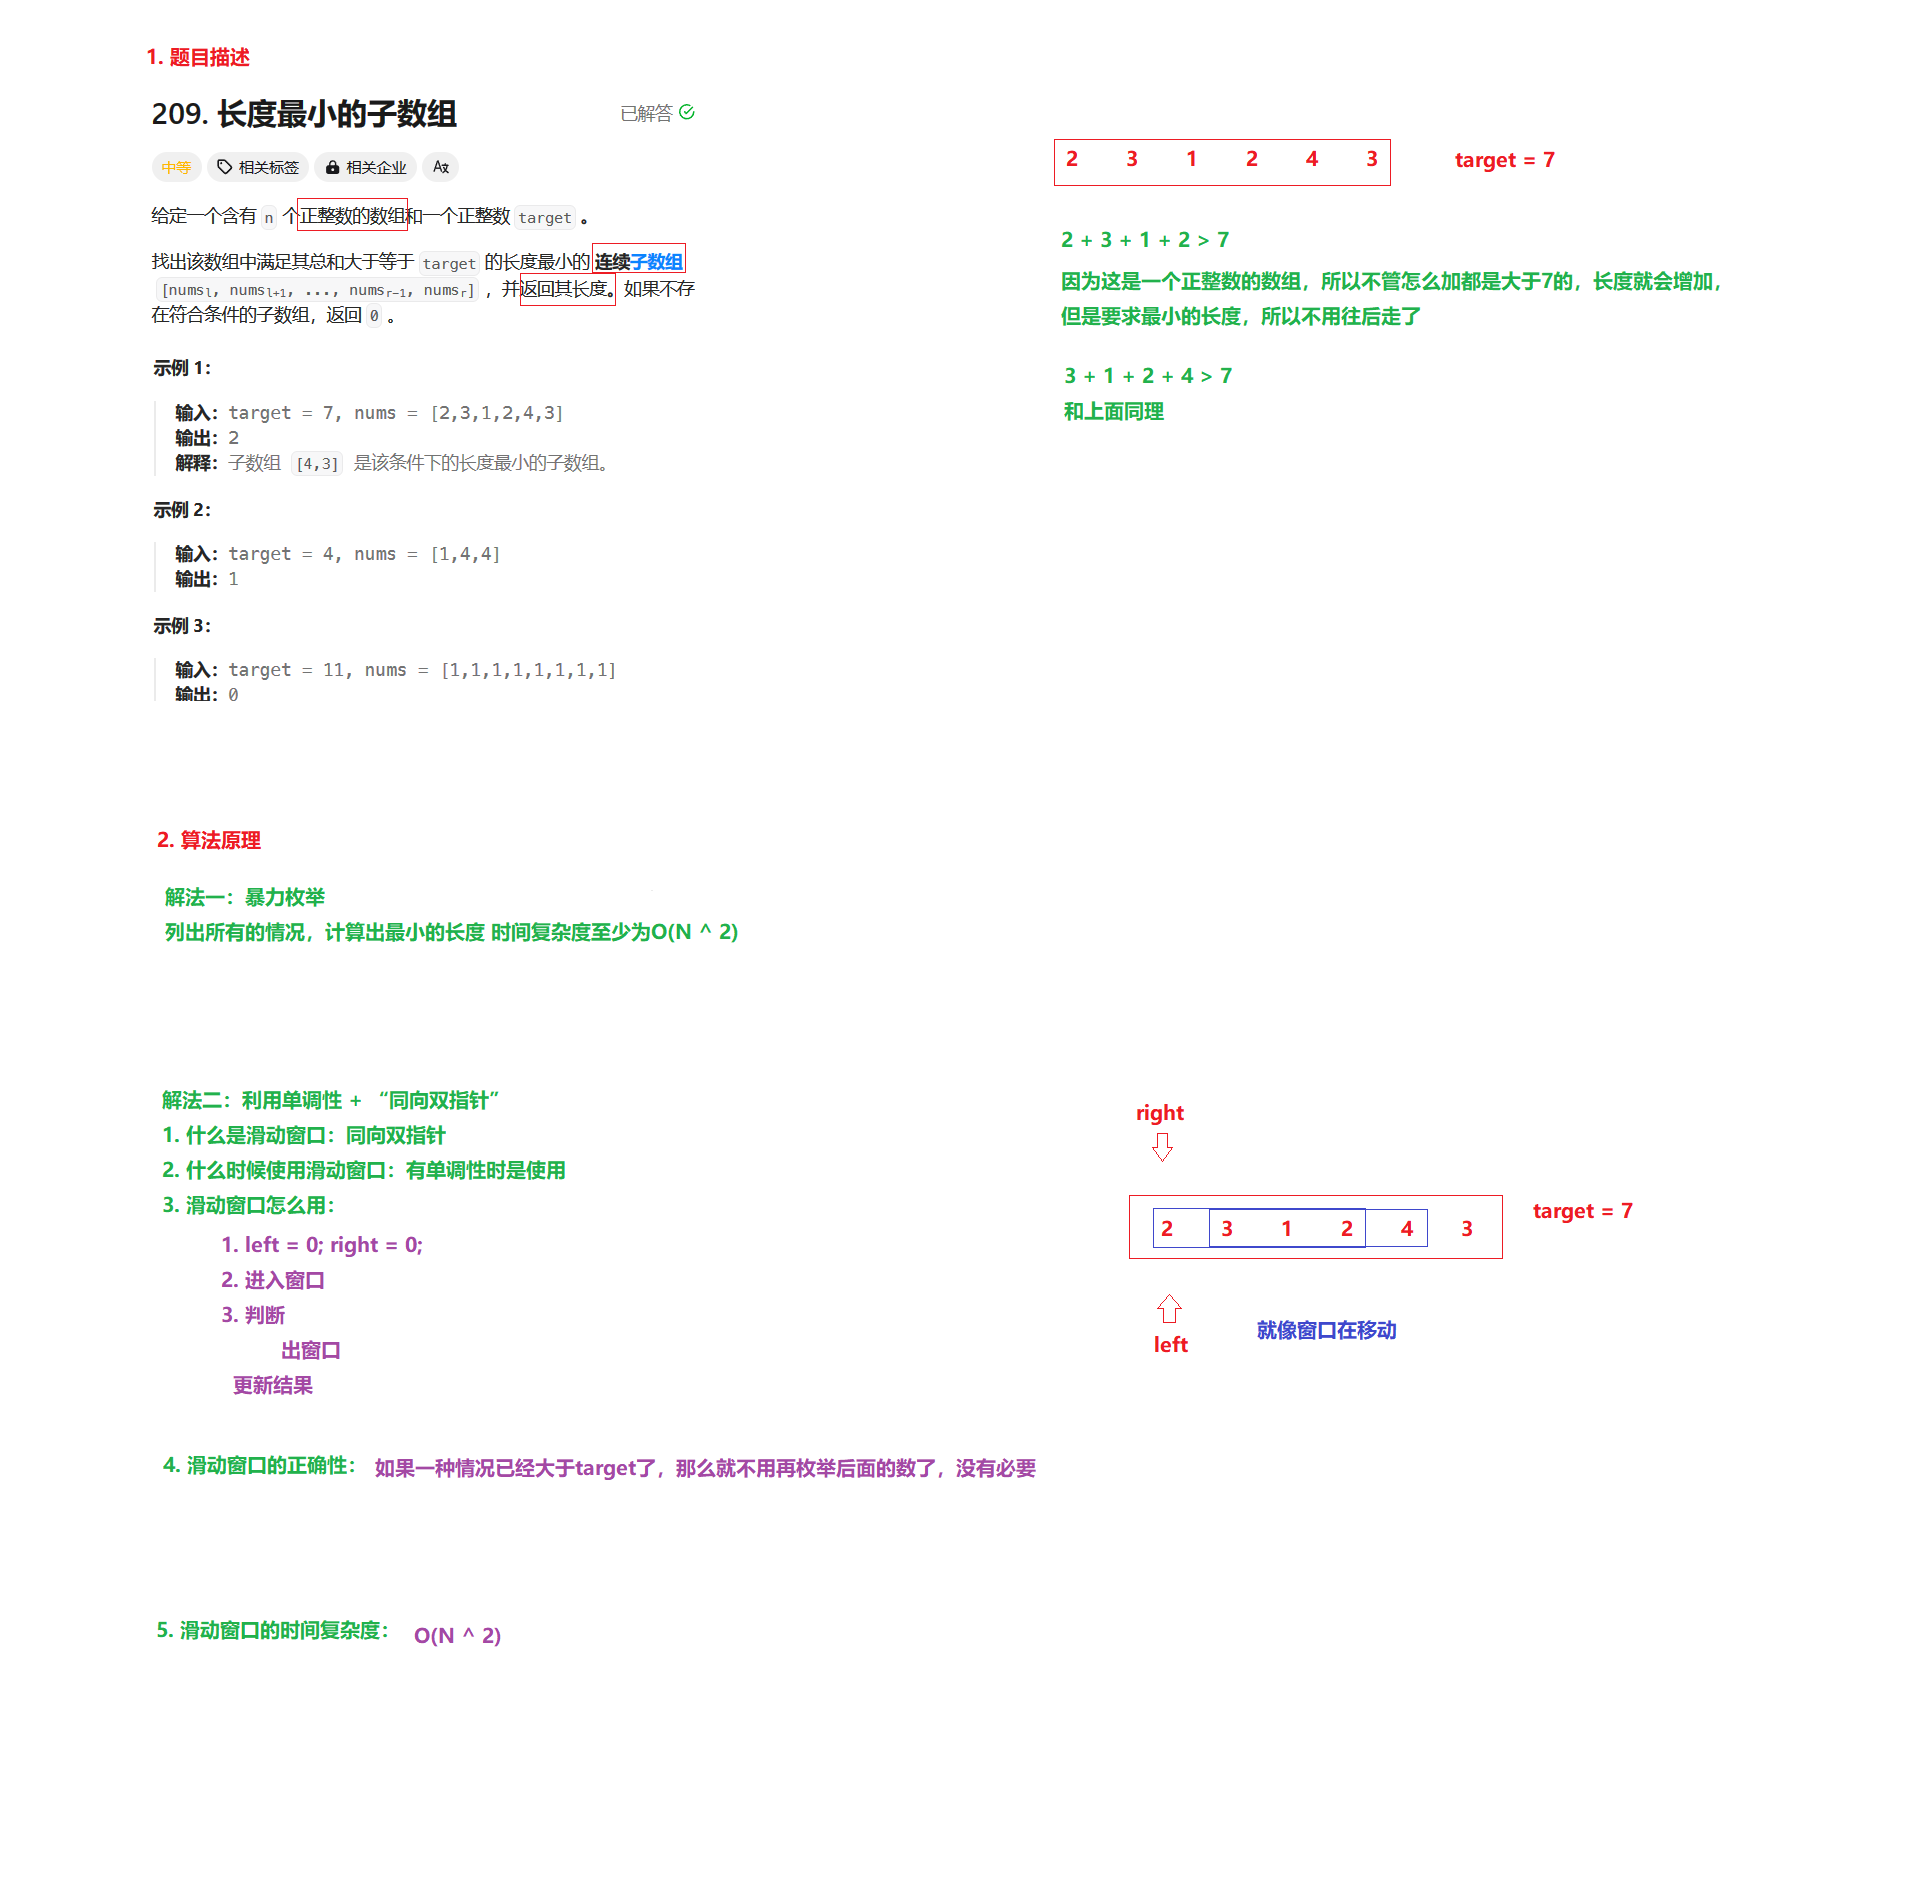 1. 题目描述
209. 长度最小的子数组
已解答
中等 相关标签 相关企业 A文
给定一个含有 n 个正整数的数组和一个正整数 target 。
找出该数组中满足其总和大于等于 target 的长度最小的 连续子数组
[numsl, numsl+1, ..., numsr-1, numsr] ，并返回其长度。如果不存
在符合条件的子数组，返回 0 。
示例 1：
输入：target = 7, nums = [2,3,1,2,4,3]
输出：2
解释：子数组 [4,3] 是该条件下的长度最小的子数组。
示例 2：
输入：target = 4, nums = [1,4,4]
输出：1
示例 3：
输入：target = 11, nums = [1,1,1,1,1,1,1,1]
输出：0
2 3 1 2 4 3
target = 7
2 + 3 + 1 + 2 > 7
因为这是一个正整数的数组，所以不管怎么加都是大于7的，长度就会增加，
但是要求最小的长度，所以不用往后走了
3 + 1 + 2 + 4 > 7
和上面同理
2. 算法原理
解法一：暴力枚举
列出所有的情况，计算出最小的长度 时间复杂度至少为O(N ^ 2)
解法二：利用单调性 + “同向双指针”
1. 什么是滑动窗口：同向双指针
2. 什么时候使用滑动窗口：有单调性时是使用
3. 滑动窗口怎么用：
1. left = 0; right = 0;
2. 进入窗口
3. 判断
出窗口
更新结果
right
2 3 1 2 4 3
target = 7
left
就像窗口在移动
4. 滑动窗口的正确性： 如果一种情况已经大于target了，那么就不用再枚举后面的数了，没有必要
5. 滑动窗口的时间复杂度： O(N ^ 2)